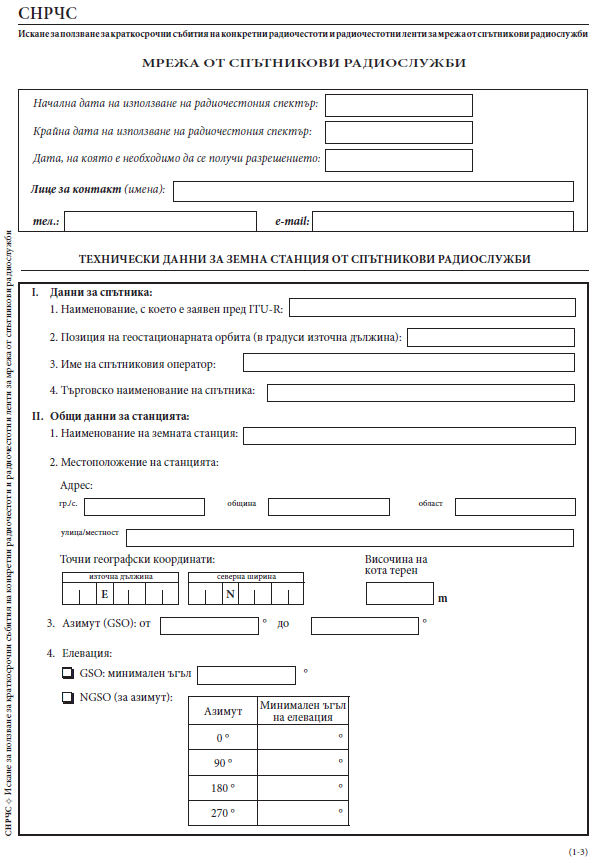 СНРЧС
Искане за ползване за краткосрочни събития на конкретни радиочестоти и радиочестотни ленти за мрежа от спътникови радиослужби
МРЕЖА ОТ СПЪТНИКОВИ РАДИОСЛУЖБИ
Начална дата на използване на радиочестония спектър:
Крайна дата на използване на радиочестония спектър:
Дата, на която е необходимо да се получи разрешението:
Лице за контакт (имена):
тел.: e-mail:
ТЕХНИЧЕСКИ ДАННИ ЗА ЗЕМНА СТАНЦИЯ ОТ СПЪТНИКОВИ РАДИОСЛУЖБИ
I. Данни за спътника:
1. Наименование, с което е заявен пред ITU-R:
2. Позиция на геостационарната орбита (в градуси източна дължина):
3. Име на спътниковия оператор:
4. Търговско наименование на спътника:
II. Общи данни за станцията:
1. Наименование на земната станция:
2. Местоположение на станцията:
Адрес:
гр./с. община област
улица/местност
Точни географски координати: Височина на
кота терен
източна дължина северна ширина
E N m
3. Азимут (GSO): от ° до °
4. Елевация:
GSO: минимален ъгъл °
NGSO (за азимут):
Азимут Минимален ъгъл
на елевация
0 ° °
90 ° °
180 ° °
270 ° °
СНРЧС ◇ Искане за ползване за краткосрочни събития на конкретни радиочестоти и радиочестотни ленти за мрежа от спътникови радиослужби
(1-3)